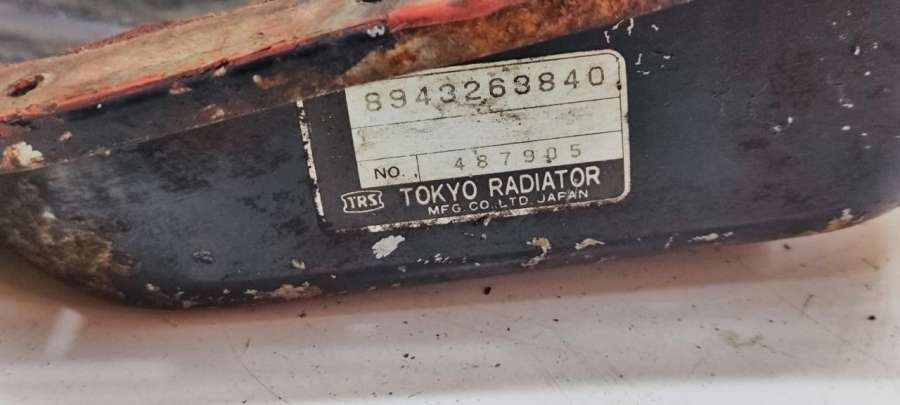 8943263840
NO. 487905
TRS TOKYO RADIATOR
MFG. CO., LTD. JAPAN